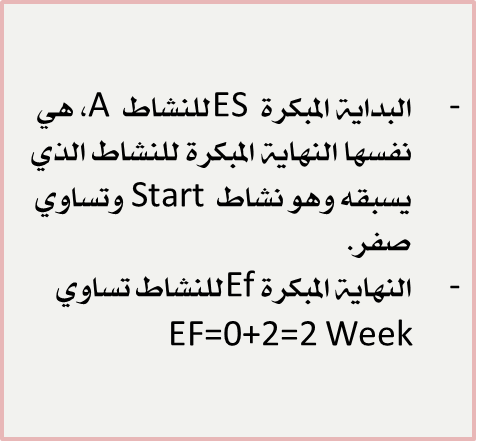 - البداية المبكرة ES للنشاط A، هي
نفسها النهاية المبكرة للنشاط الذي
يسبقه وهو نشاط Start وتساوي
صفر.
- النهاية المبكرة Ef للنشاط تساوي
EF=0+2=2 Week